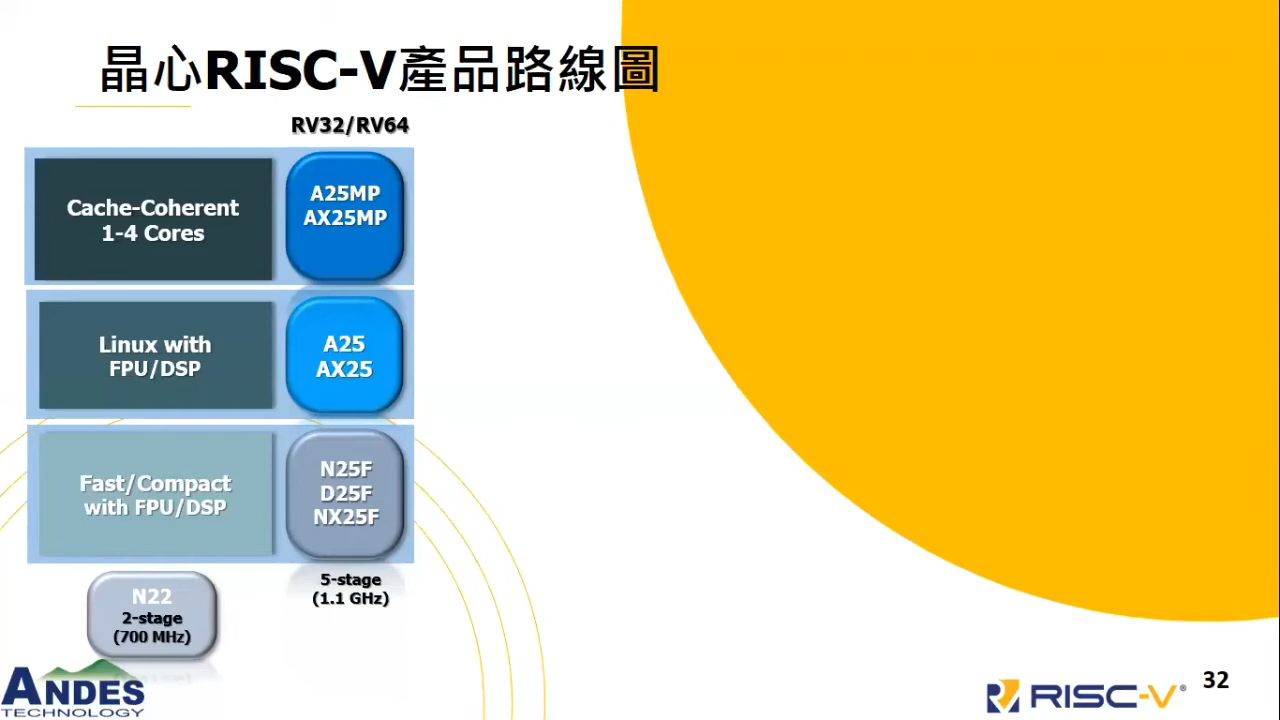 晶心RISC-V產品路線圖
RV32/RV64
Cache-Coherent
1-4 Cores
A25MP
AX25MP
Linux with
FPU/DSP
A25
AX25
Fast/Compact
with FPU/DSP
N25F
D25F
NX25F
5-stage
(1.1 GHz)
N22
2-stage
(700 MHz)
ANDES
TECHNOLOGY
RISC-V®
32